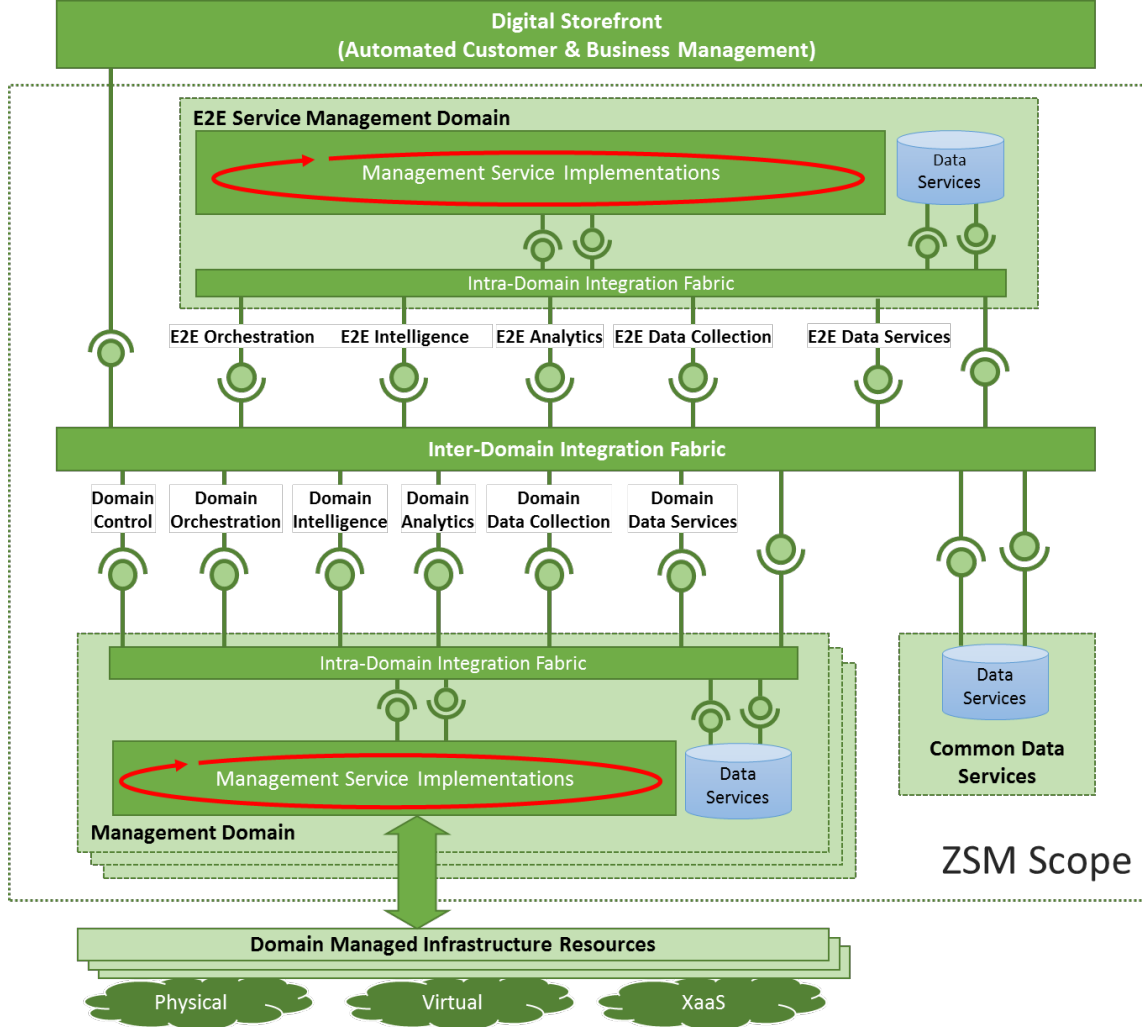 Digital Storefront
(Automated Customer & Business Management)
E2E Service Management Domain
Management Service Implementations
Data
Services
Intra-Domain Integration Fabric
E2E Orchestration
E2E Intelligence
E2E Analytics
E2E Data Collection
E2E Data Services
Inter-Domain Integration Fabric
Domain
Control
Domain
Orchestration
Domain
Intelligence
Domain
Analytics
Domain
Data Collection
Domain
Data Services
Intra-Domain Integration Fabric
Management Service Implementations
Data
Services
Management Domain
Data
Services
Common Data
Services
ZSM Scope
Domain Managed Infrastructure Resources
Physical
Virtual
XaaS